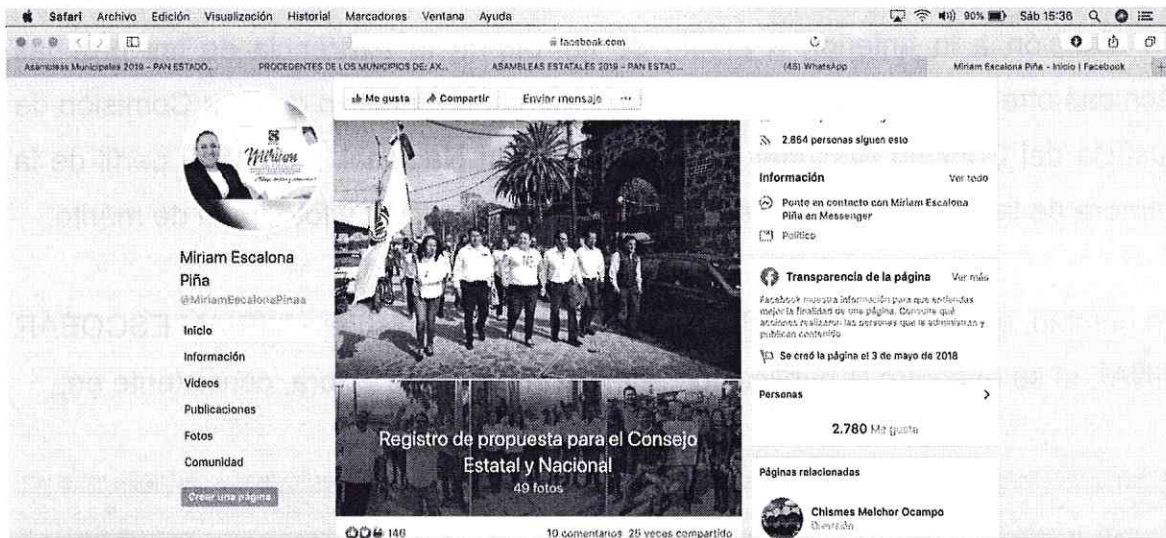 Safari Archivo Edición Visualización Historial Marcadores Ventana Ayuda 90% Sáb 15:36
facebook.com
Asambleas Municipales 2019 – PAN ESTADO... PROCEDENTES DE LOS MUNICIPIOS DE: AX... ASAMBLEAS ESTATALES 2019 – PAN ESTAD... (45) WhatsApp Miriam Escalona Piña - Inicio | Facebook
Me gusta Compartir Enviar mensaje ...
Miriam
Miriam Escalona
Piña
@MiriamEscalonaPinaa
Inicio
Información
Videos
Publicaciones
Fotos
Comunidad
Crear una página
Registro de propuesta para el Consejo
Estatal y Nacional
49 fotos
146 10 comentarios 25 veces compartido
2.864 personas siguen esto
Información Ver todo
Ponte en contacto con Miriam Escalona
Piña en Messenger
Político
Transparencia de la página Ver más
Facebook muestra información para que entiendas
mejor la finalidad de una página. Consulta qué
acciones realizaron las personas que la administran y
publican contenido.
Se creó la página el 3 de mayo de 2018
Personas
2.780 Me gusta
Páginas relacionadas
Chismes Melchor Ocampo
Diversión